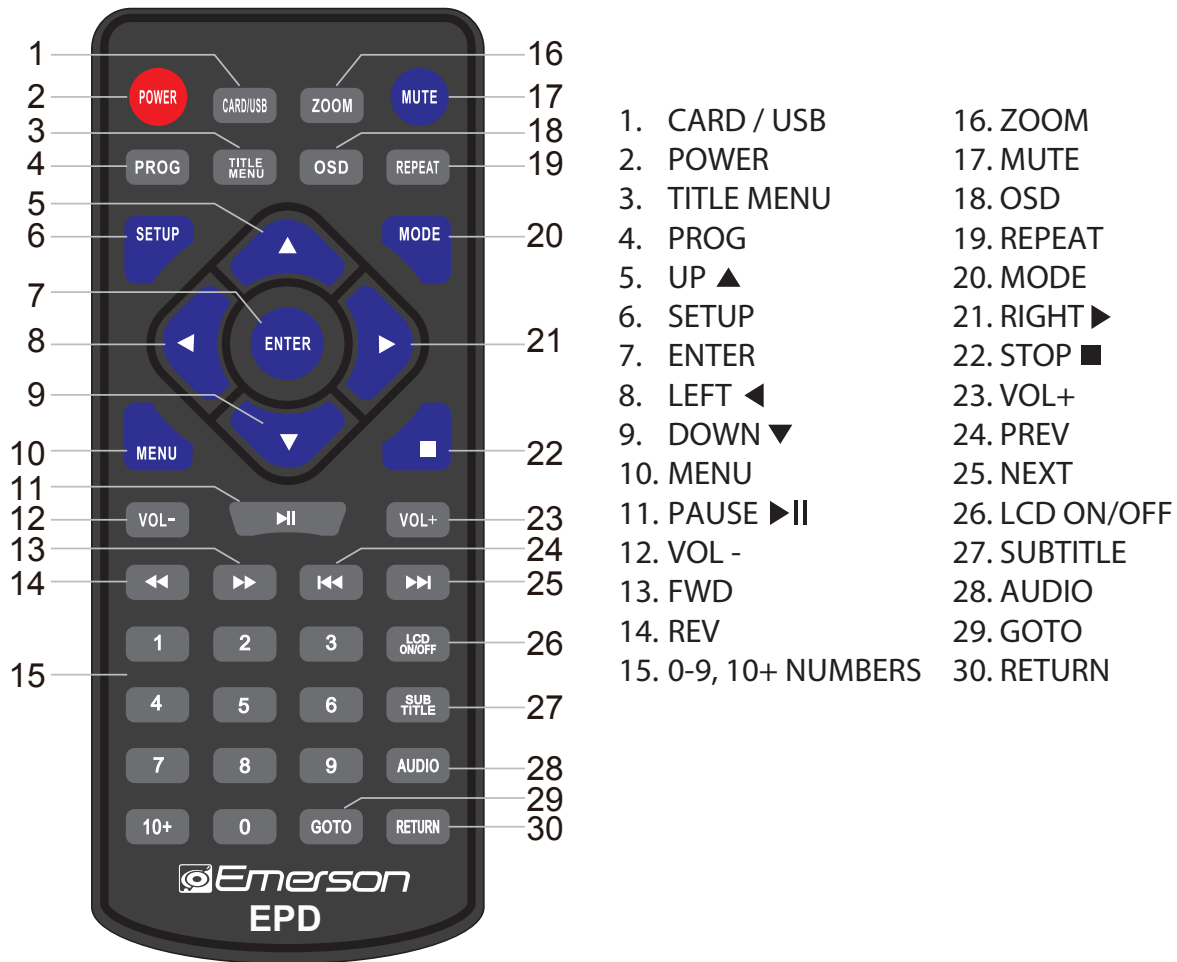 1
2
3
4
5
6
7
8
9
10
11
12
13
14
15
16
17
18
19
20
21
22
23
24
25
26
27
28
29
30
POWER
CARD/USB
ZOOM
MUTE
PROG
TITLE
MENU
OSD
REPEAT
SETUP
MODE
ENTER
MENU
VOL-
VOL+
1
2
3
LCD
ON/OFF
4
5
6
SUB
TITLE
7
8
9
AUDIO
10+
0
GOTO
RETURN
Emerson
EPD
1. CARD / USB
2. POWER
3. TITLE MENU
4. PROG
5. UP ▲
6. SETUP
7. ENTER
8. LEFT ◀
9. DOWN ▼
10. MENU
11. PAUSE ▶II
12. VOL -
13. FWD
14. REV
15. 0-9, 10+ NUMBERS
16. ZOOM
17. MUTE
18. OSD
19. REPEAT
20. MODE
21. RIGHT ▶
22. STOP ■
23. VOL+
24. PREV
25. NEXT
26. LCD ON/OFF
27. SUBTITLE
28. AUDIO
29. GOTO
30. RETURN